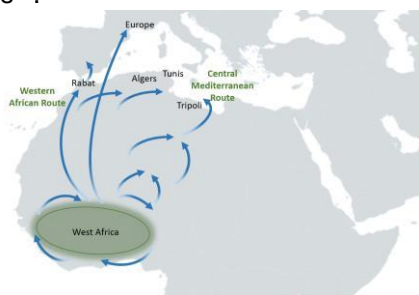 Europe
Algers
Tunis
Central
Mediterranean
Route
Rabat
Western
African Route
Tripoli
West Africa